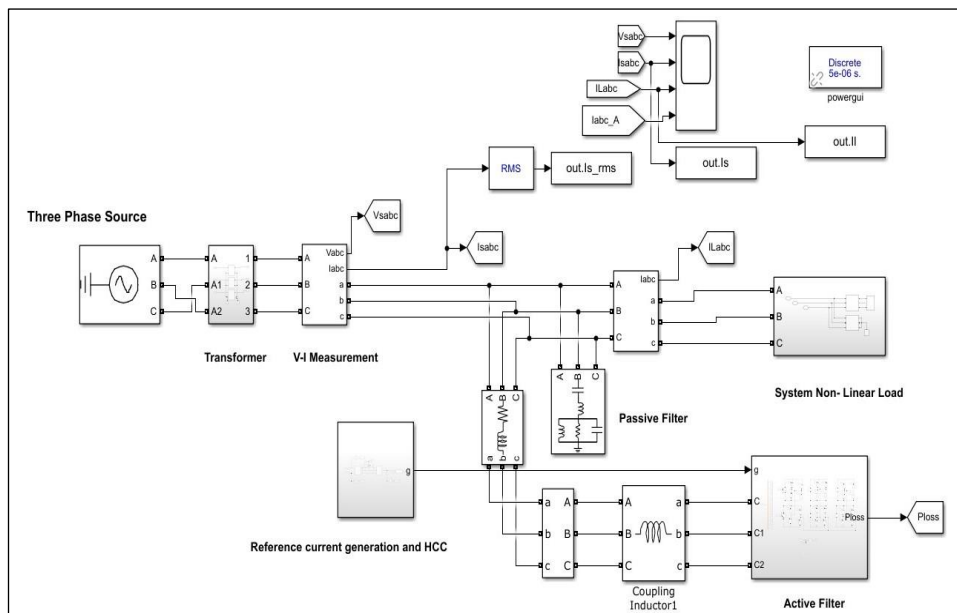 Vsabc
Isabc
ILabc
Iabc_A
Discrete
5e-06 s.
powergui
out.Il
out.Is
RMS
out.Is_rms
Three Phase Source
A
B
C
A
A1
A2
1
2
3
Transformer
A
B
C
Vabc
Iabc
a
b
c
V-I Measurement
Vsabc
Isabc
A
B
C
Iabc
a
b
c
ILabc
A
B
C
System Non- Linear Load
A
B
C
Passive Filter
A
B
C
a
b
c
g
Reference current generation and HCC
a
b
c
A
B
C
A
B
C
a
b
c
Coupling
Inductor1
g
C
C1
C2
Ploss
Active Filter
Ploss